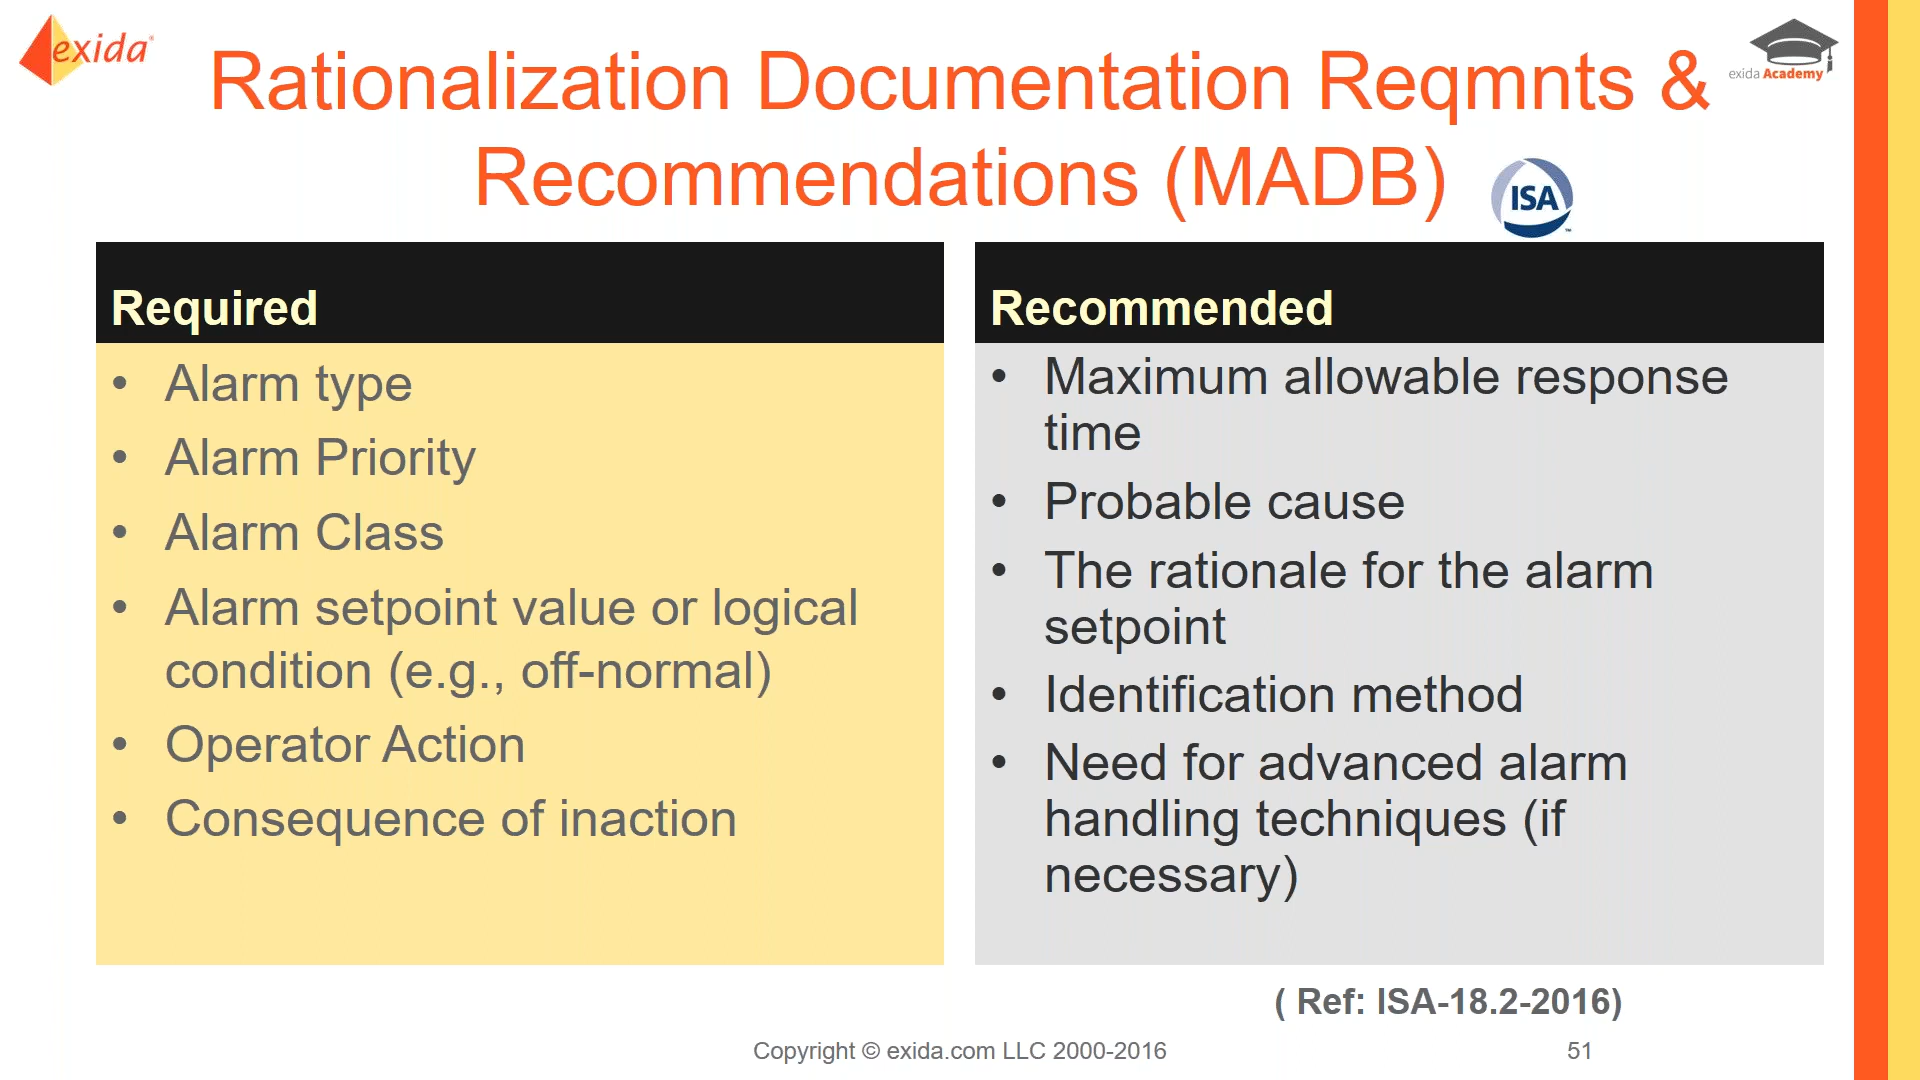 exida
Rationalization Documentation Reqmnts &
Recommendations (MADB)
exida Academy
ISA
Required
• Alarm type
• Alarm Priority
• Alarm Class
• Alarm setpoint value or logical
condition (e.g., off-normal)
• Operator Action
• Consequence of inaction
Recommended
• Maximum allowable response
time
• Probable cause
• The rationale for the alarm
setpoint
• Identification method
• Need for advanced alarm
handling techniques (if
necessary)
( Ref: ISA-18.2-2016)
Copyright © exida.com LLC 2000-2016
51